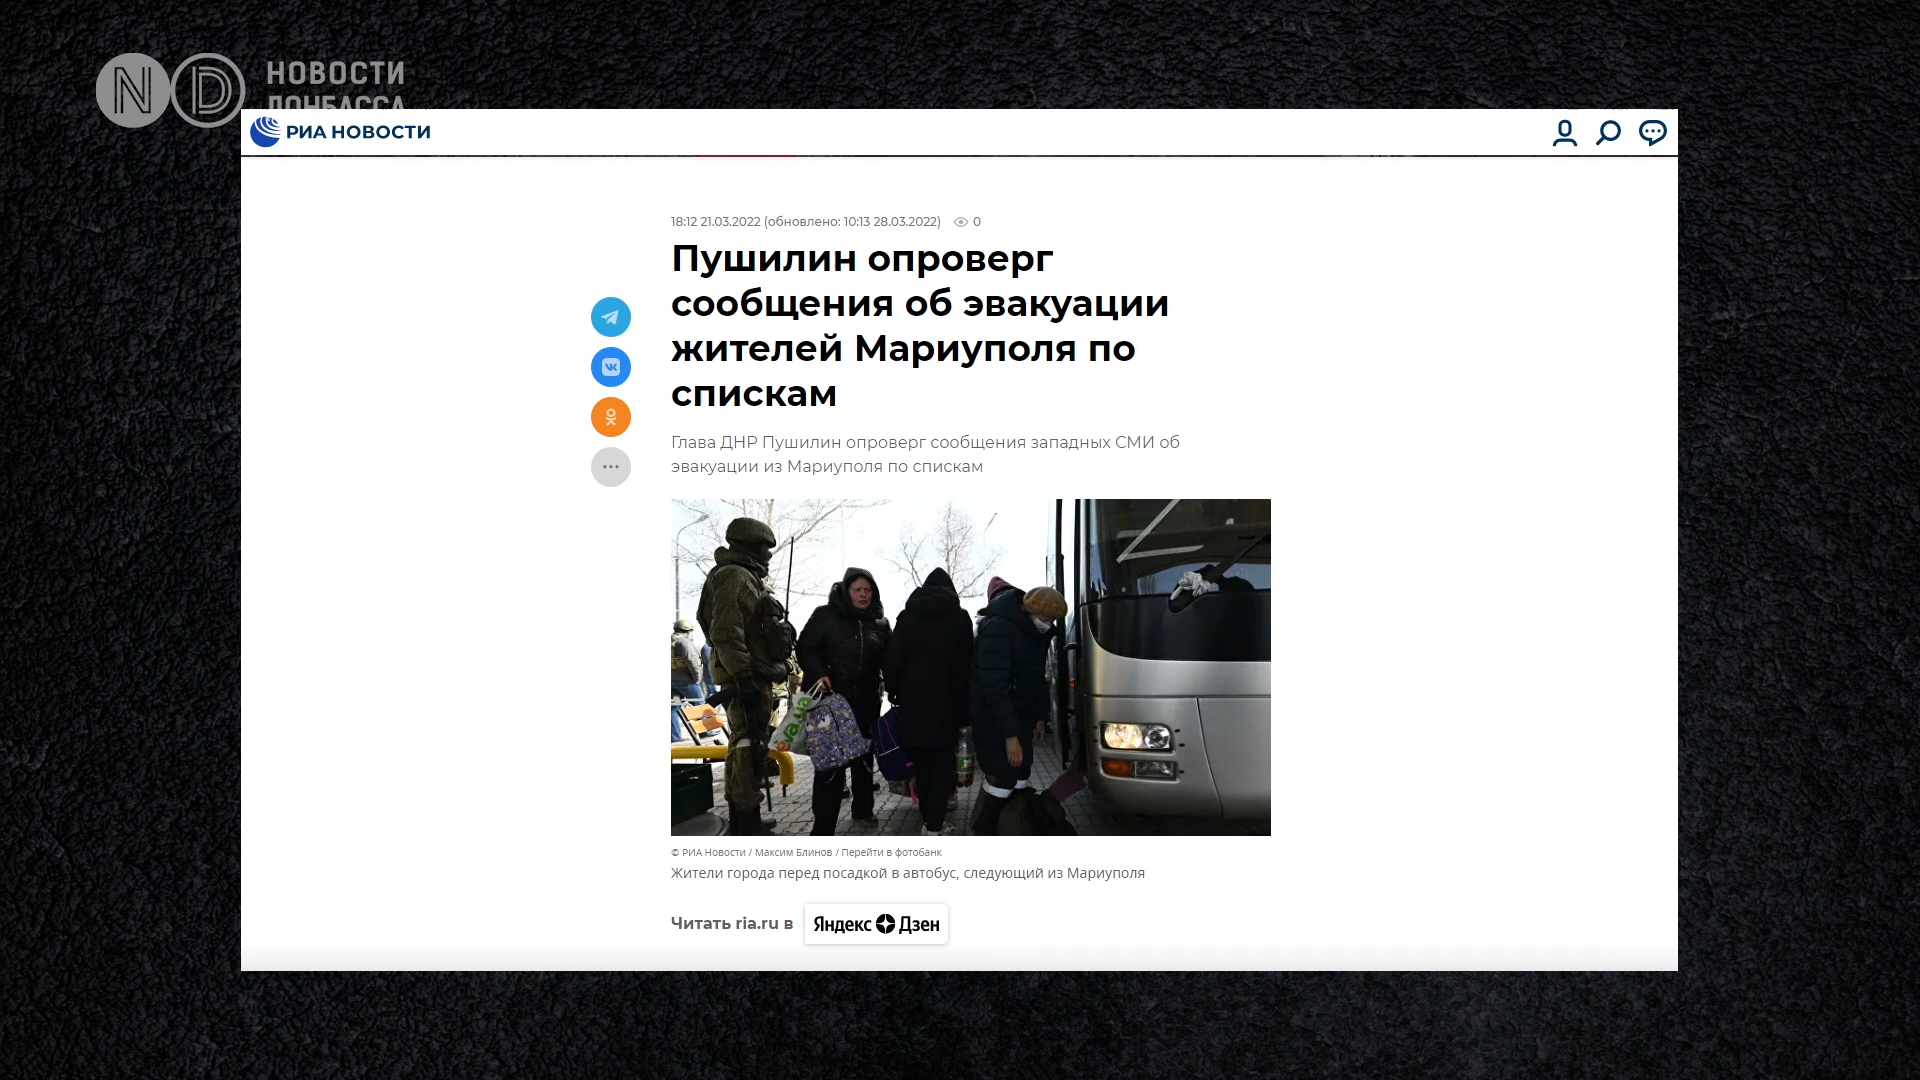 ND НОВОСТИ
ДОНБАССА
РИА НОВОСТИ
18:12 21.03.2022 (обновлено: 10:13 28.03.2022) 0
Пушилин опроверг
сообщения об эвакуации
жителей Мариуполя по
спискам
Глава ДНР Пушилин опроверг сообщения западных СМИ об
эвакуации из Мариуполя по спискам
© РИА Новости / Максим Блинов / Перейти в фотобанк
Жители города перед посадкой в автобус, следующий из Мариуполя
Читать ria.ru в Яндекс Дзен